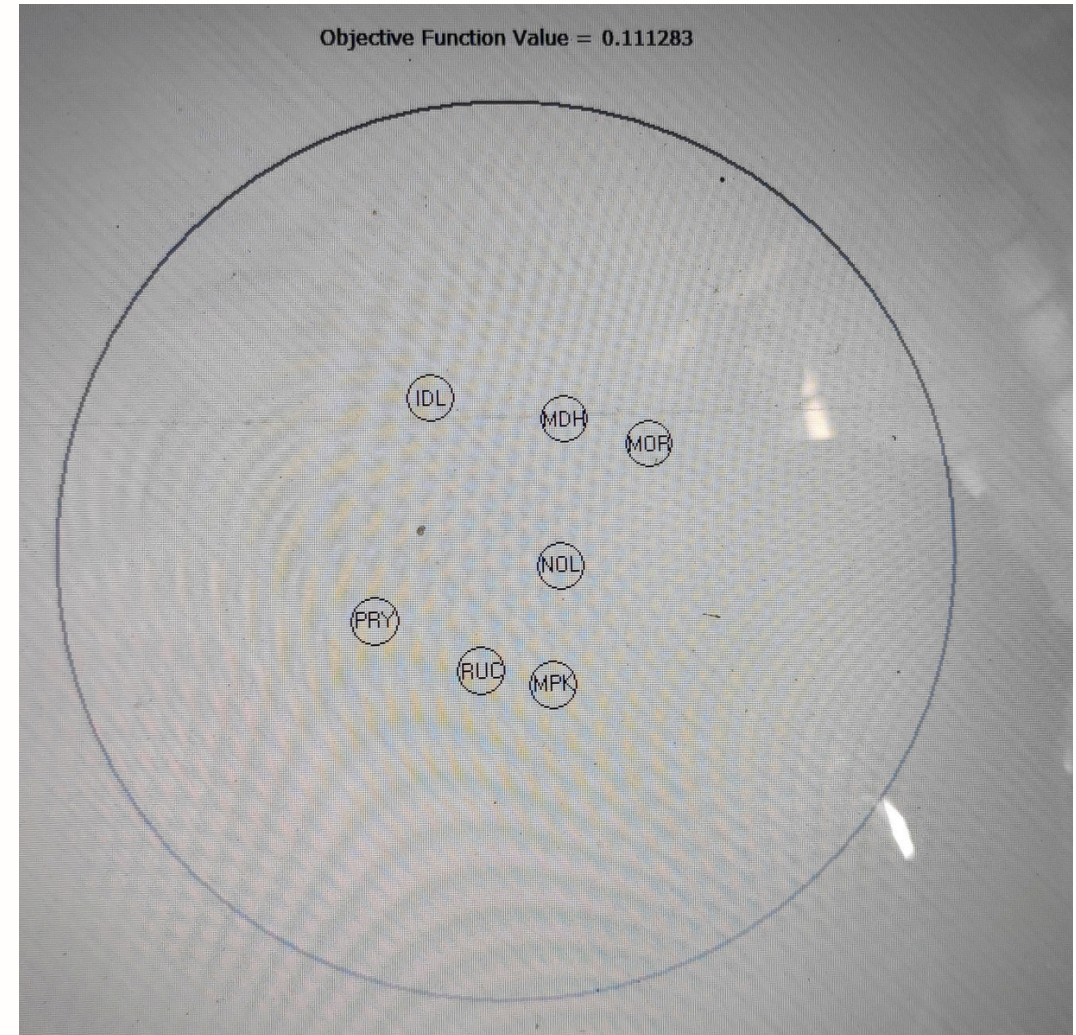 Objective Function Value = 0.111283
IDL
MDH
MOR
NOL
PRY
RUC
MPK